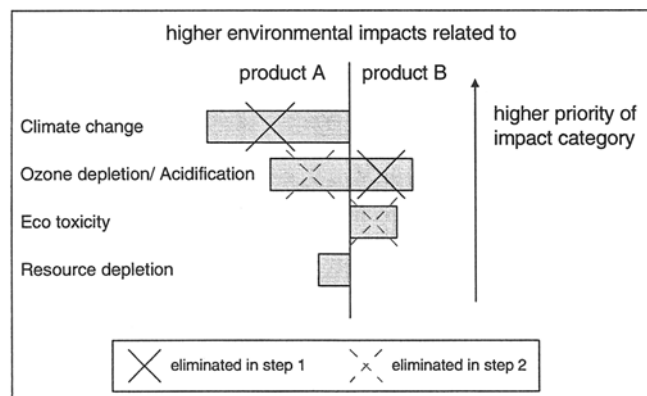 higher environmental impacts related to
product A product B
higher priority of
impact category
Climate change
Ozone depletion/ Acidification
Eco toxicity
Resource depletion
eliminated in step 1 eliminated in step 2